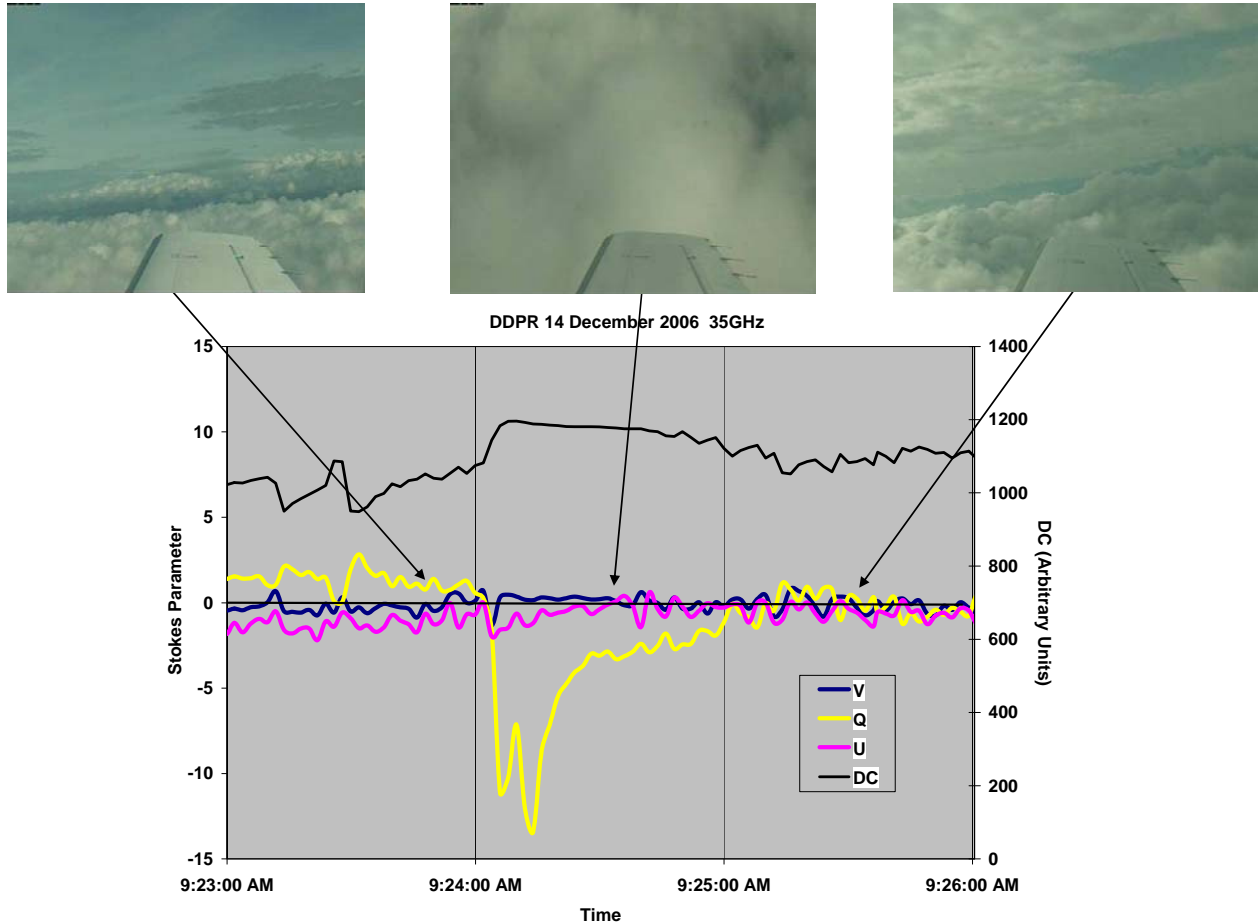 DDPR 14 December 2006 35GHz
15
10
5
0
-5
-10
-15
Stokes Parameter
1400
1200
1000
800
600
400
200
0
DC (Arbitrary Units)
V
Q
U
DC
9:23:00 AM
9:24:00 AM
9:25:00 AM
9:26:00 AM
Time